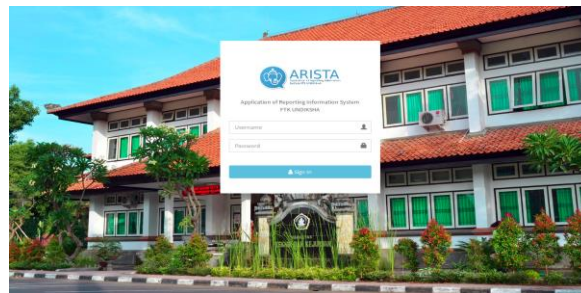 ARISTA
Application of Reporting Information System
FTK UNDIKSHA
Username
Password
Sign In